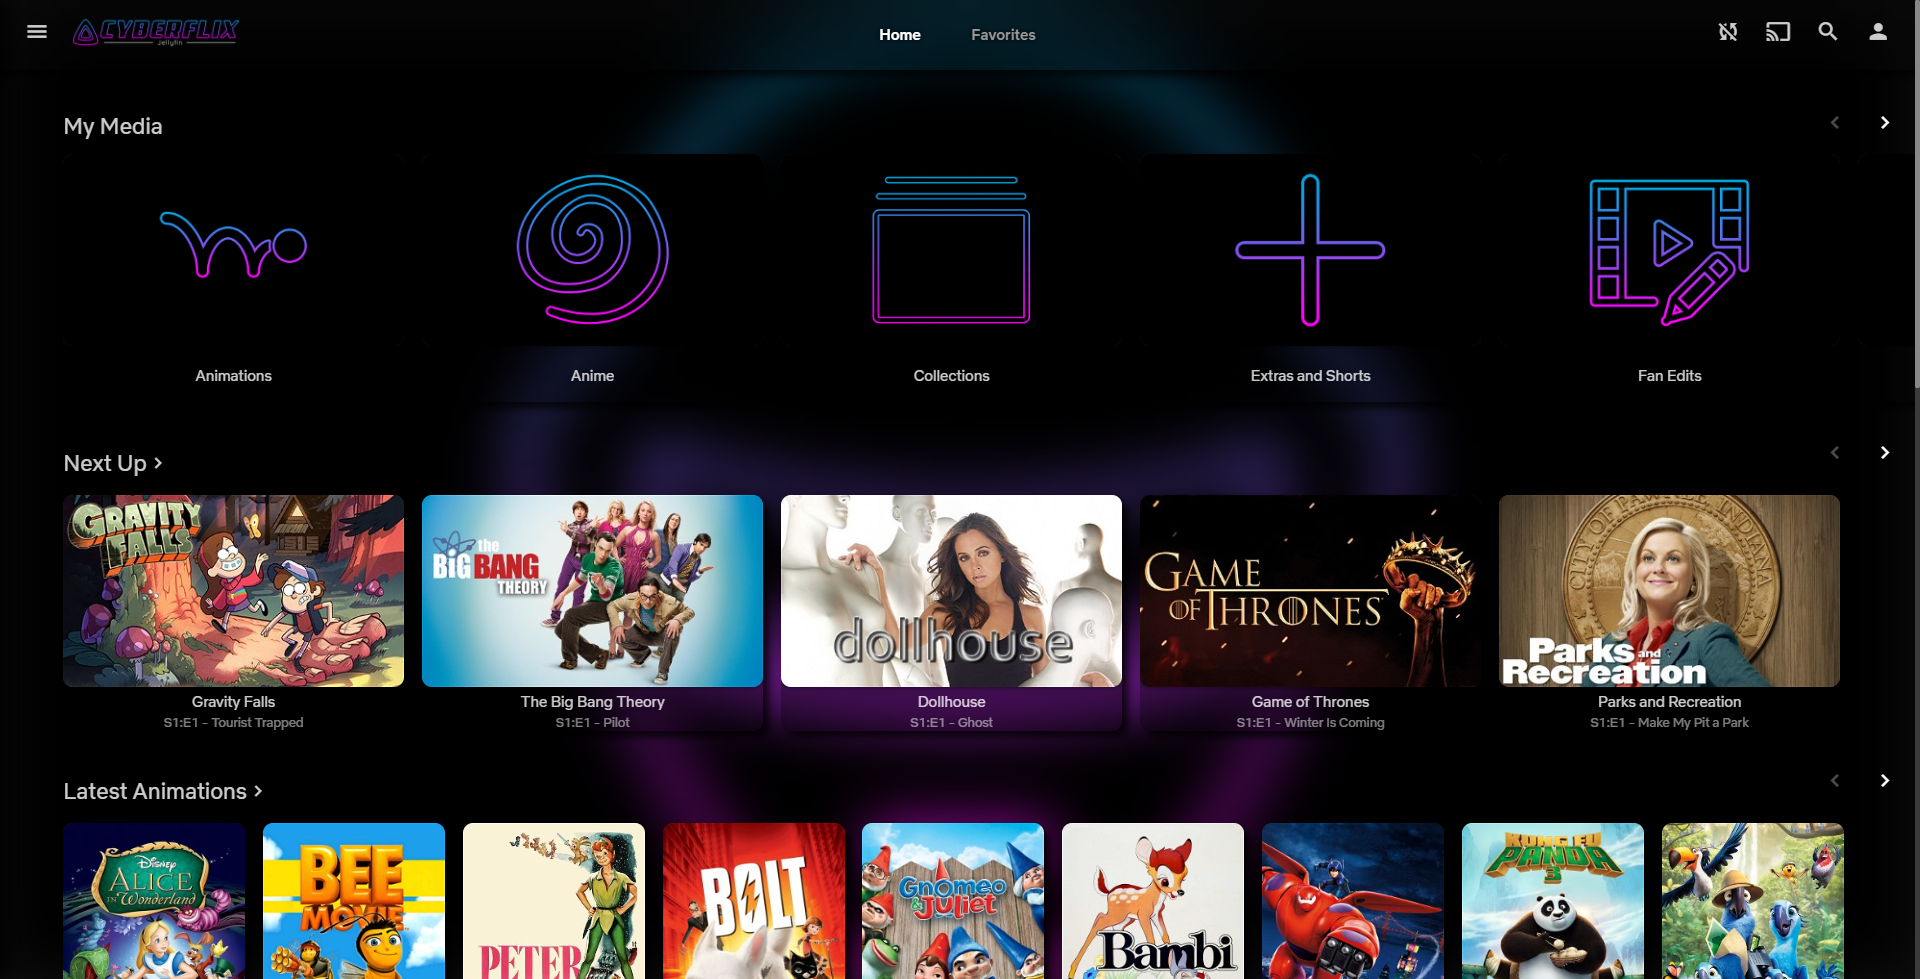 CYBERFLIX
Jellyfin
Home
Favorites
My Media
Animations
Anime
Collections
Extras and Shorts
Fan Edits
Next Up
GRAVITY
FALLS
the
BIG BANG
THEORY
dollhouse
GAME
OF THRONES
CITY OF PAWNEE, INDIANA
Parks and
Recreation
Gravity Falls
S1:E1 - Tourist Trapped
The Big Bang Theory
S1:E1 - Pilot
Dollhouse
S1:E1 - Ghost
Game of Thrones
S1:E1 - Winter Is Coming
Parks and Recreation
S1:E1 - Make My Pit a Park
Latest Animations
Disney
ALICE
IN Wonderland
BEE
MOVIE
PETER
BOLT
Gnomeo
& Juliet
Bambi
KUNG FU
PANDA
3